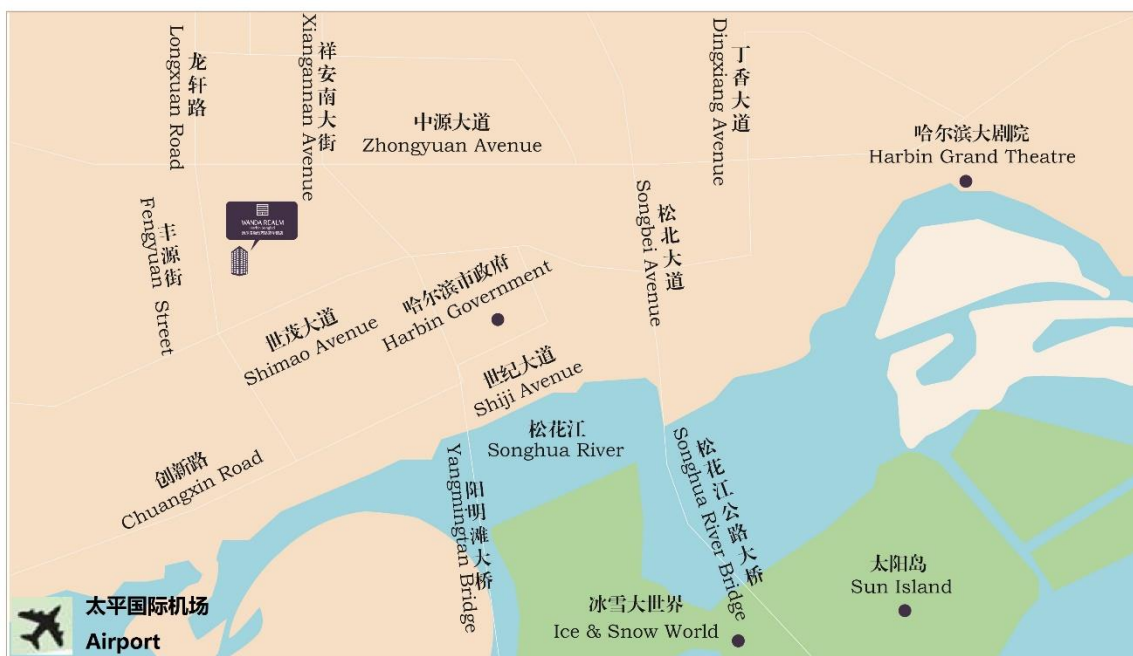 龙轩路
Longxuan Road
祥安南大街
Xiangannan Avenue
中源大道
Zhongyuan Avenue
丁香大道
Dingxiang Avenue
哈尔滨大剧院
Harbin Grand Theatre
丰源街
Fengyuan Street
WANDA REALM
松北大道
Songbei Avenue
哈尔滨市政府
Harbin Government
世茂大道
Shimao Avenue
世纪大道
Shiji Avenue
松花江
Songhua River
创新路
Chuangxin Road
阳明滩大桥
Yangmingtan Bridge
松花江公路大桥
Songhua River Bridge
太阳岛
Sun Island
冰雪大世界
Ice & Snow World
太平国际机场
Airport